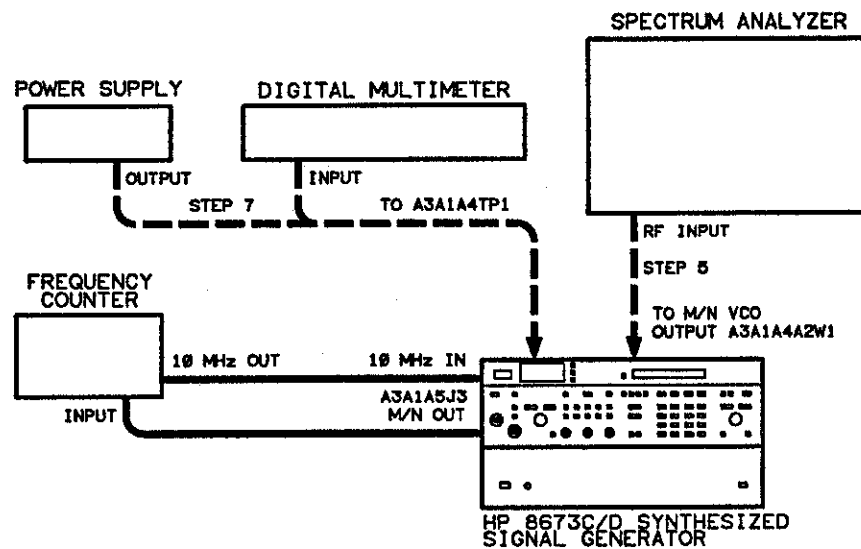 SPECTRUM ANALYZER
POWER SUPPLY
DIGITAL MULTIMETER
OUTPUT
INPUT
STEP 7
TO A3A1A4TP1
RF INPUT
STEP 5
FREQUENCY
COUNTER
TO M/N VCO
OUTPUT A3A1A4A2W1
10 MHz OUT
10 MHz IN
INPUT
A3A1A5J3
M/N OUT
HP 8673C/D SYNTHESIZED
SIGNAL GENERATOR